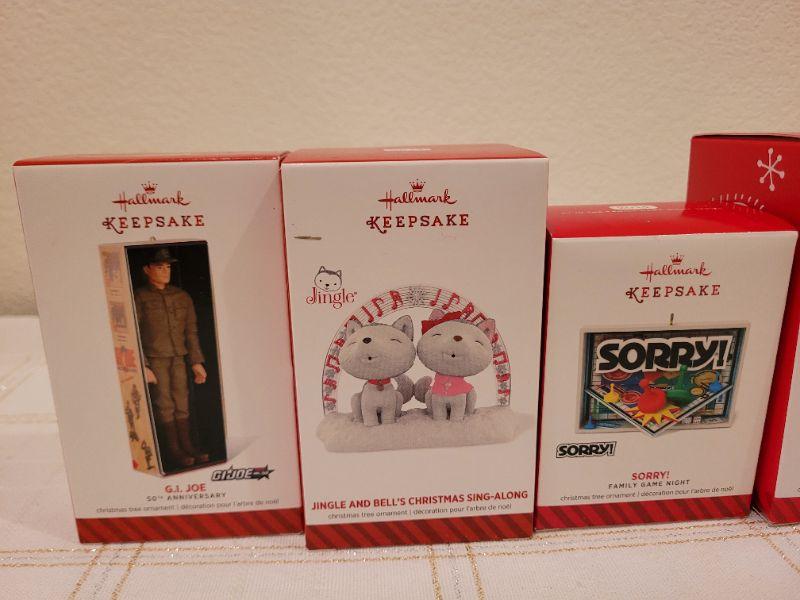 Hallmark
KEEPSAKE
GIJOE
G.I. JOE
50TH ANNIVERSARY
christmas tree ornament | décoration pour l'arbre de noël
Hallmark
KEEPSAKE
Jingle
JINGLE AND BELL'S CHRISTMAS SING-ALONG
christmas tree ornament | décoration pour l'arbre de noël
Hallmark
KEEPSAKE
SORRY!
SORRY!
SORRY!
FAMILY GAME NIGHT
christmas tree ornament | décoration pour l'arbre de noël